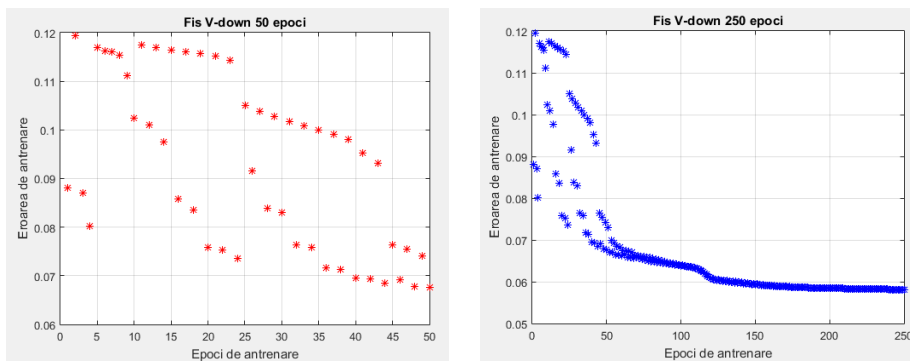 Fis V-down 50 epoci
0.12
0.11
0.1
0.09
0.08
0.07
0.06
Eroarea de antrenare
0 5 10 15 20 25 30 35 40 45 50
Epoci de antrenare
Fis V-down 250 epoci
0.12
0.11
0.1
0.09
0.08
0.07
0.06
0.05
Eroarea de antrenare
0 50 100 150 200 250
Epoci de antrenare